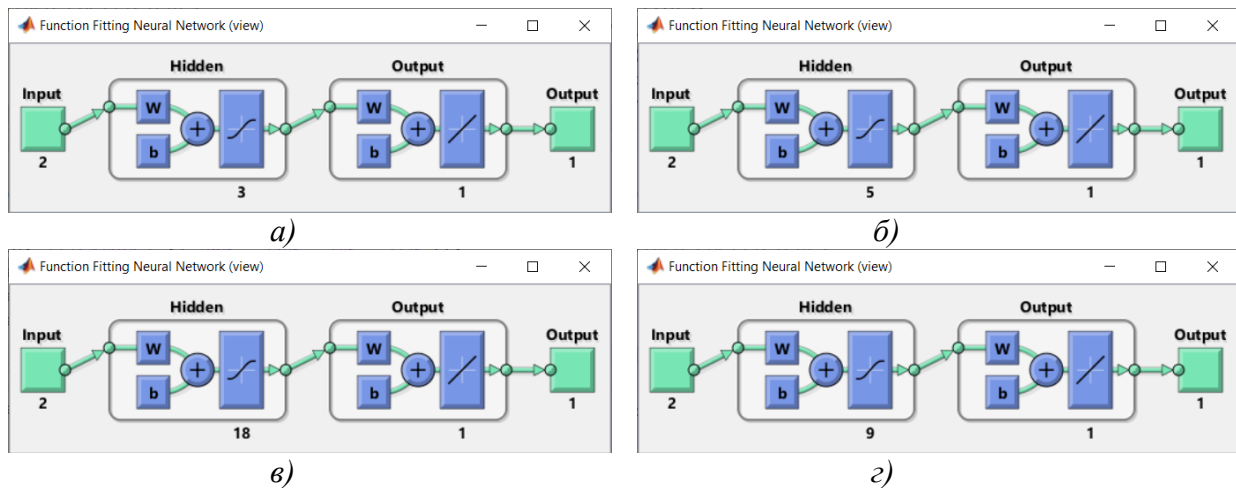 Function Fitting Neural Network (view)
Hidden
Output
Input
Output
W
W
b
b
2
1
3
1
а)
Function Fitting Neural Network (view)
Hidden
Output
Input
Output
W
W
b
b
2
1
5
1
б)
Function Fitting Neural Network (view)
Hidden
Output
Input
Output
W
W
b
b
2
1
18
1
в)
Function Fitting Neural Network (view)
Hidden
Output
Input
Output
W
W
b
b
2
1
9
1
г)